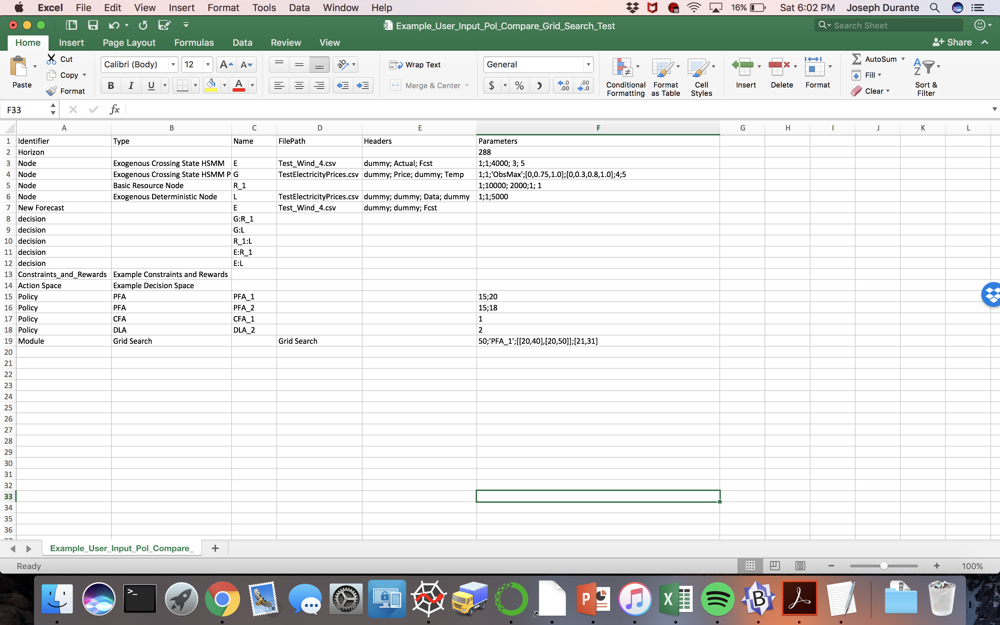 Excel File Edit View Insert Format Tools Data Window Help 16% Sat 6:02 PM Joseph Durante
Example_User_Input_Pol_Compare_Grid_Search_Test Search Sheet
Home Insert Page Layout Formulas Data Review View Share
Paste Cut Copy Format
Calibri (Body) 12 A A
B I U A
ab
Wrap Text
Merge & Center
General
$ % .0 .00 .00 .0
Conditional Formatting
Format as Table
Cell Styles
Insert Delete Format
AutoSum
Fill
Clear
A Z
Sort & Filter
F33 fx
A B C D E F G H I J K L
1 Identifier Type Name FilePath Headers Parameters
2 Horizon 288
3 Node Exogenous Crossing State HSMM E Test_Wind_4.csv dummy; Actual; Fcst 1;1;4000; 3; 5
4 Node Exogenous Crossing State HSMM P G TestElectricityPrices.csv dummy; Price; dummy; Temp 1;1;'ObsMax';[0,0.75,1.0];[0,0.3,0.8,1.0];4;5
5 Node Basic Resource Node R_1 1;10000; 2000;1; 1
6 Node Exogenous Deterministic Node L TestElectricityPrices.csv dummy; dummy; Data; dummy 1;1;5000
7 New Forecast E Test_Wind_4.csv dummy; dummy; Fcst
8 decision G:R_1
9 decision G:L
10 decision R_1:L
11 decision E:R_1
12 decision E:L
13 Constraints_and_Rewards Example Constraints and Rewards
14 Action Space Example Decision Space
15 Policy PFA PFA_1 15;20
16 Policy PFA PFA_2 15;18
17 Policy CFA CFA_1 1
18 Policy DLA DLA_2 2
19 Module Grid Search Grid Search 50;'PFA_1';[[20,40],[20,50]];[21,31]
20
21
22
23
24
25
26
27
28
29
30
31
32
33
34
35
36
Example_User_Input_Pol_Compare_ +
Ready 100%
>_ P X B